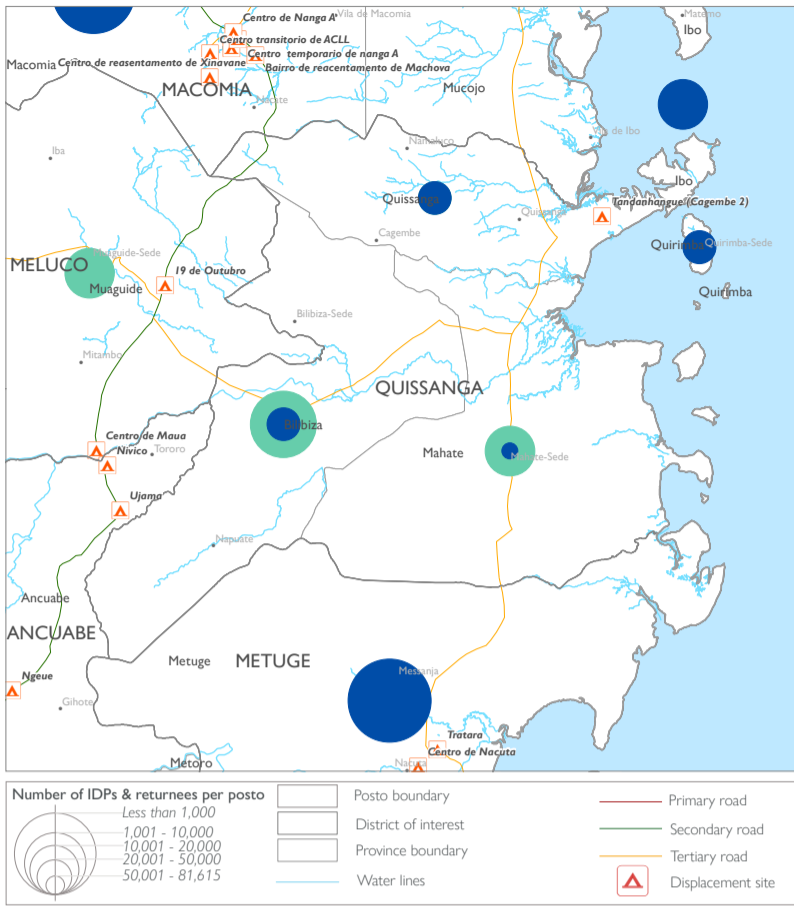 Centro de Nanga A
Vila de Macomia
Matemo
Ibo
Centro transitorio de ACLL
Centro temporario de nanga A
Macomia
Centro de reasentamento de Xinavane
Bairro de reacentamento de Machova
MACOMIA
Mucojo
Vila de Ibo
Iba
Nantaluco
Ibo
Quissanga
Tandanhangue (Cagembe 2)
Cagembe
Quirimba
Quirimba-Sede
Muaguide-Sede
MELUCO
19 de Outubro
Muaguide
Quirimba
Bilibiza-Sede
Mitambo
QUISSANGA
Bilibiza
Centro de Maua
Nivico
Tororo
Mahate
Mahate-Sede
Ujama
Napuate
Ancuabe
ANCUABE
Metuge
METUGE
Messanja
Ngeue
Gihote
Tratara
Centro de Nacuta
Metoro
Nacuta
Number of IDPs & returnees per posto
Less than 1,000
1,001 - 10,000
10,001 - 20,000
20,001 - 50,000
50,001 - 81,615
Posto boundary
District of interest
Province boundary
Water lines
Primary road
Secondary road
Tertiary road
Displacement site